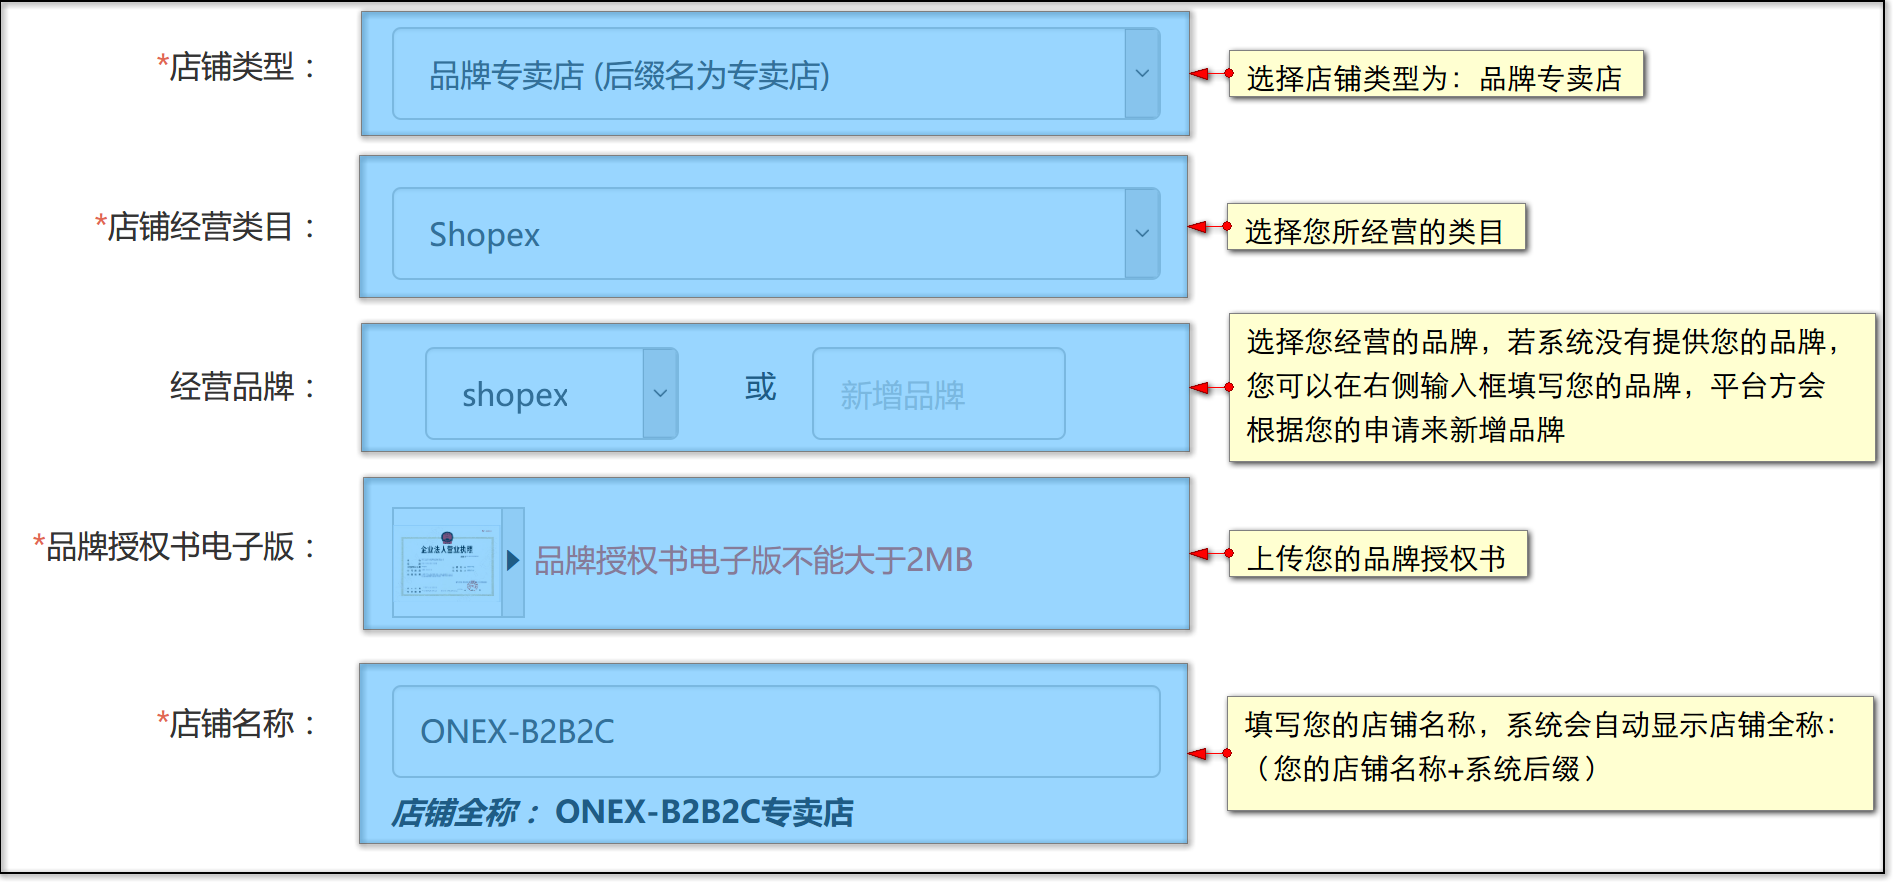 *店铺类型：
品牌专卖店 (后缀名为专卖店)
选择店铺类型为：品牌专卖店
*店铺经营类目：
Shopex
选择您所经营的类目
经营品牌：
shopex
或
新增品牌
选择您经营的品牌，若系统没有提供您的品牌，
您可以在右侧输入框填写您的品牌，平台方会
根据您的申请来新增品牌
*品牌授权书电子版：
企业法人营业执照
品牌授权书电子版不能大于2MB
上传您的品牌授权书
*店铺名称：
ONEX-B2B2C
店铺全称： ONEX-B2B2C专卖店
填写您的店铺名称，系统会自动显示店铺全称：
（您的店铺名称+系统后缀）